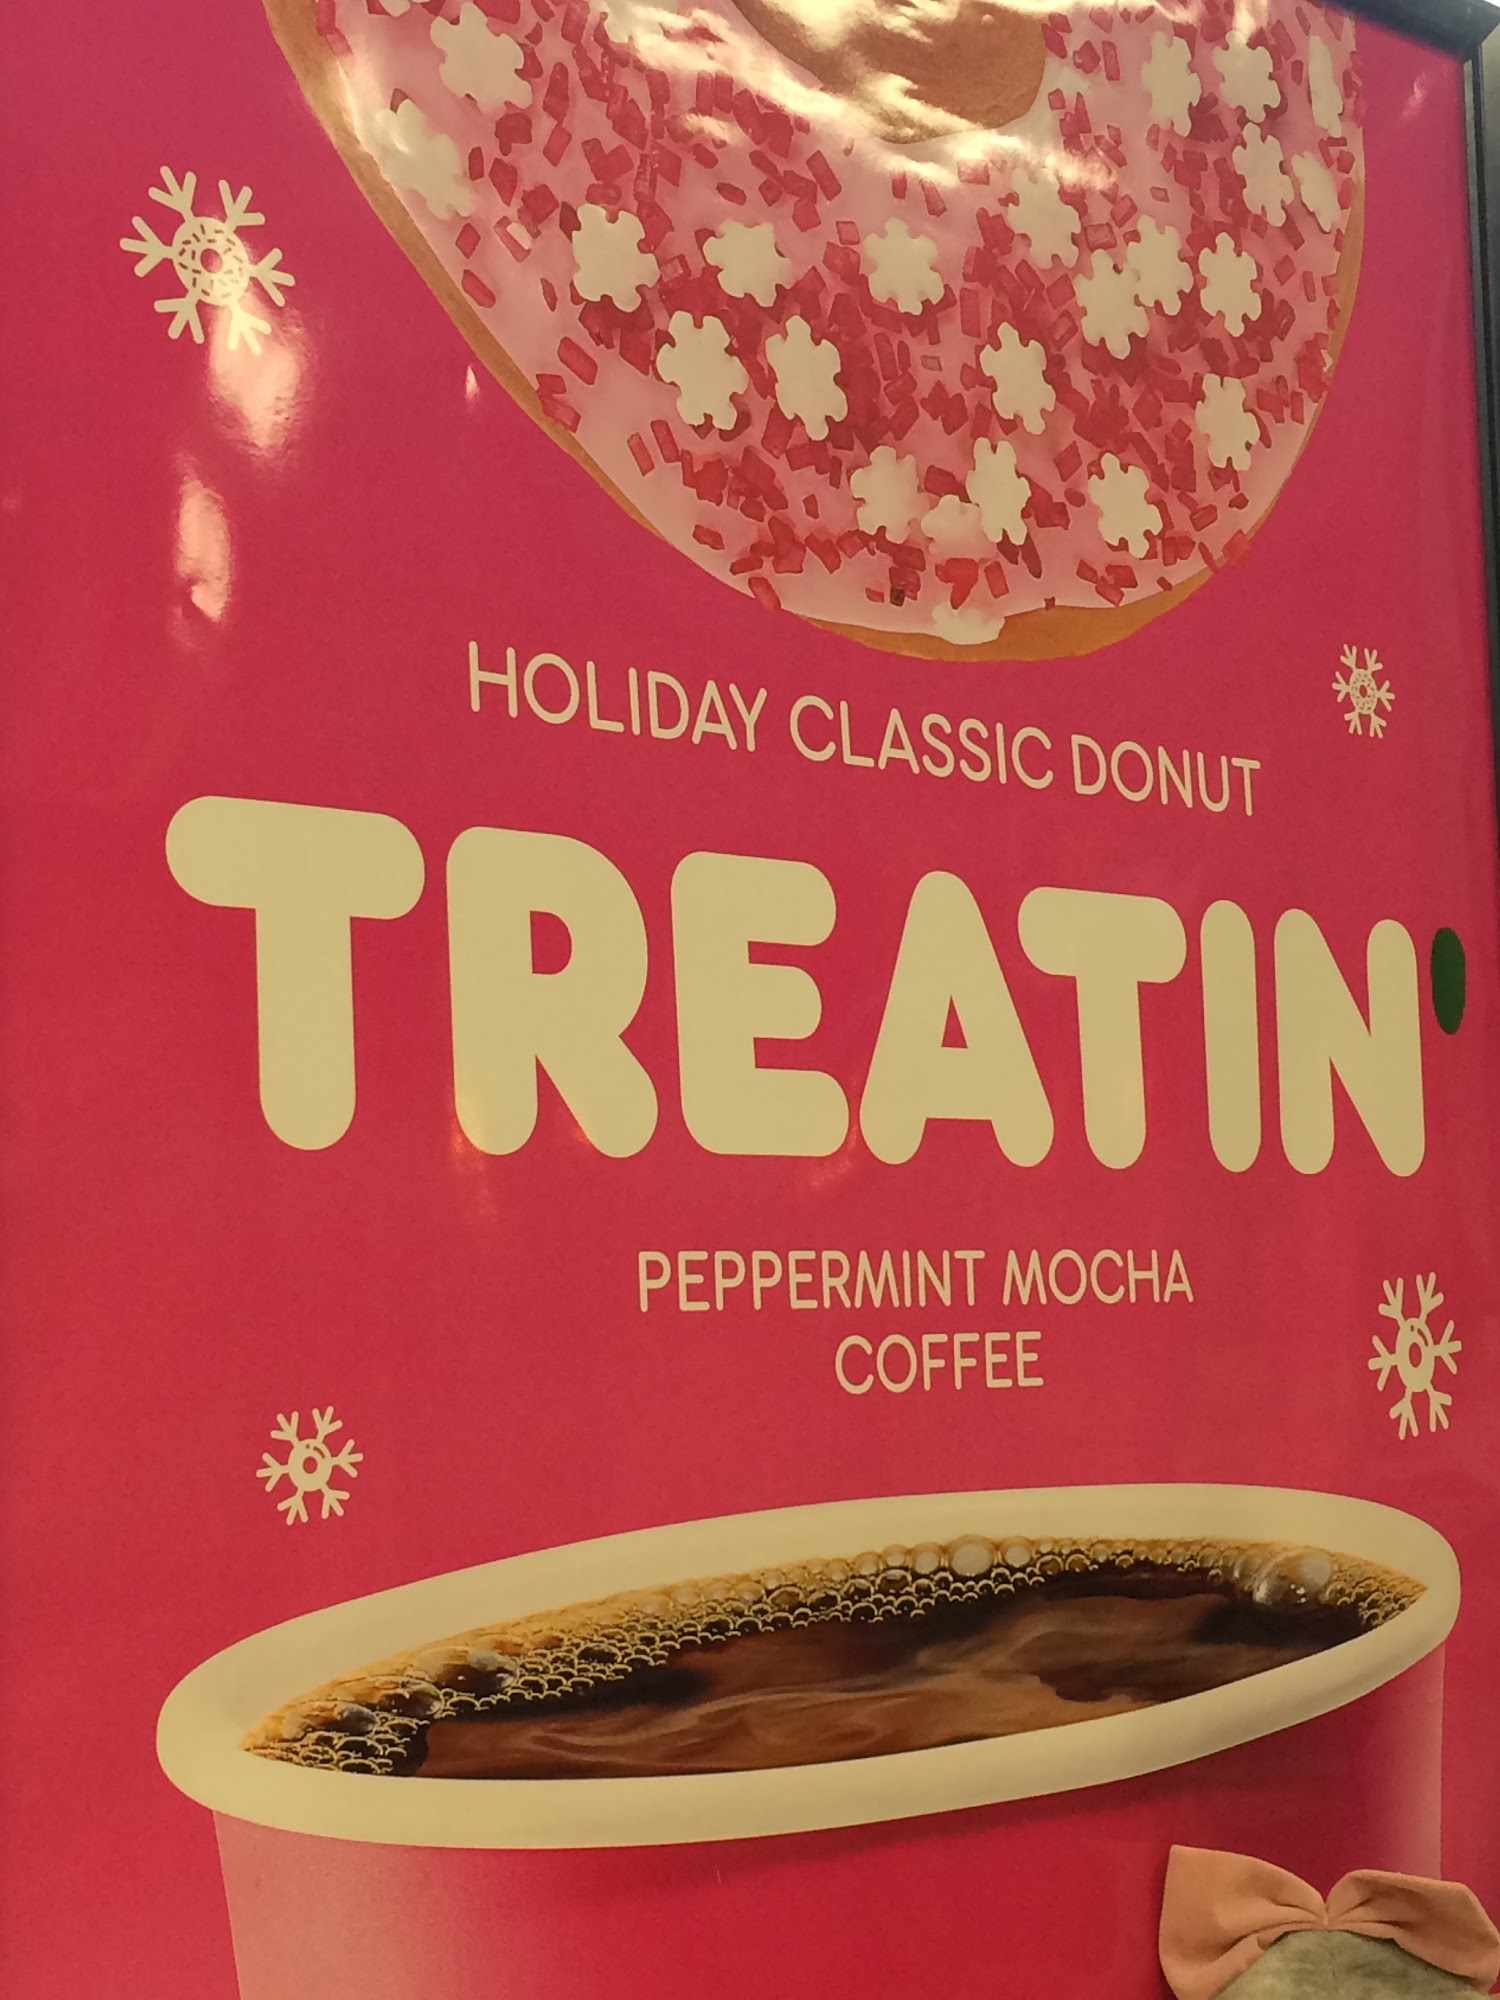 HOLIDAY CLASSIC DONUT
TREATIN'
PEPPERMINT MOCHA
COFFEE